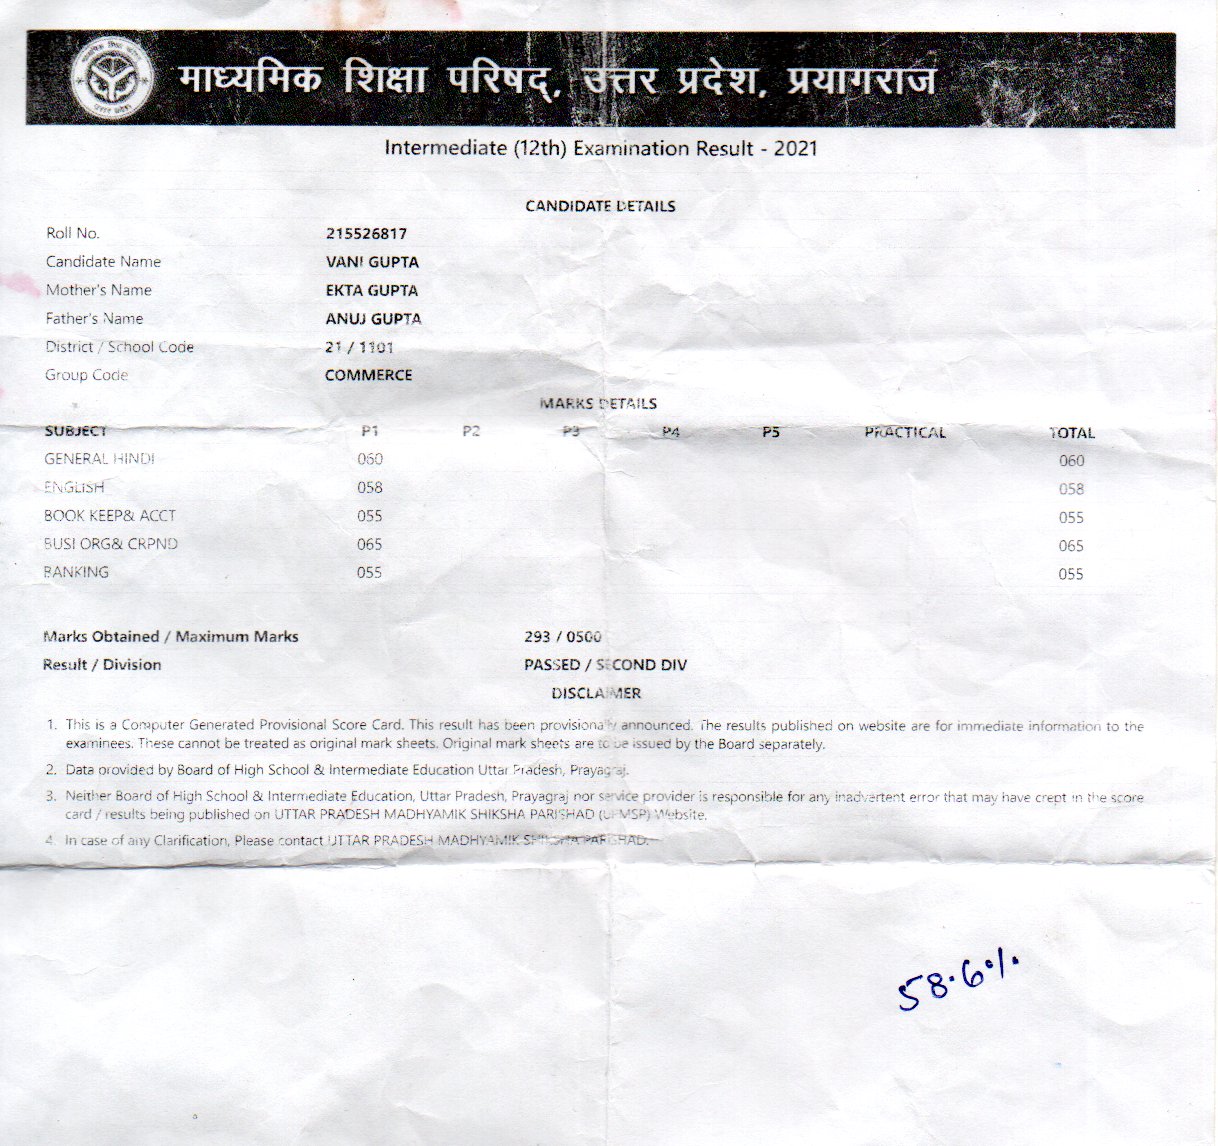 माध्यमिक शिक्षा परिषद्, उत्तर प्रदेश, प्रयागराज
Intermediate (12th) Examination Result - 2021
CANDIDATE DETAILS
Roll No. 215526817
Candidate Name VANI GUPTA
Mother's Name EKTA GUPTA
Father's Name ANUJ GUPTA
District / School Code 21 / 1101
Group Code COMMERCE
MARKS DETAILS
SUBJECT P1 P2 P3 P4 P5 PRACTICAL TOTAL
GENERAL HINDI 060 060
ENGLISH 058 058
BOOK KEEP& ACCT 055 055
BUSI ORG& CRPND 065 065
BANKING 055 055
Marks Obtained / Maximum Marks 293 / 0500
Result / Division PASSED / SECOND DIV
DISCLAIMER
1. This is a Computer Generated Provisional Score Card. This result has been provisionally announced. The results published on website are for immediate information to the
examinees. These cannot be treated as original mark sheets. Original mark sheets are to be issued by the Board separately.
2. Data provided by Board of High School & Intermediate Education Uttar Pradesh, Prayagraj.
3. Neither Board of High School & Intermediate Education, Uttar Pradesh, Prayagraj nor service provider is responsible for any inadvertent error that may have crept in the score
card / results being published on UTTAR PRADESH MADHYAMIK SHIKSHA PARISHAD (UPMSP) Website.
4. In case of any Clarification, Please contact UTTAR PRADESH MADHYAMIK SHIKSHA PARISHAD.
58.6%